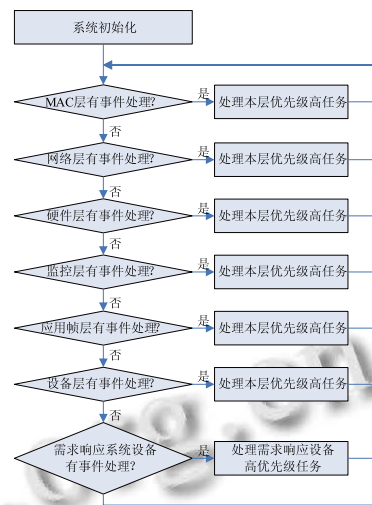 系统初始化
MAC层有事件处理?
是
处理本层优先级高任务
否
网络层有事件处理?
是
处理本层优先级高任务
否
硬件层有事件处理?
是
处理本层优先级高任务
否
监控层有事件处理?
是
处理本层优先级高任务
否
应用帧层有事件处理?
是
处理本层优先级高任务
否
设备层有事件处理?
是
处理本层优先级高任务
否
需求响应系统设备
有事件处理?
是
处理需求响应设备
高优先级任务